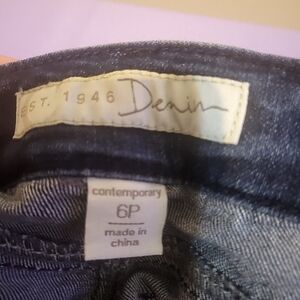 EST. 1946 Denim
contemporary
6P
made in
china